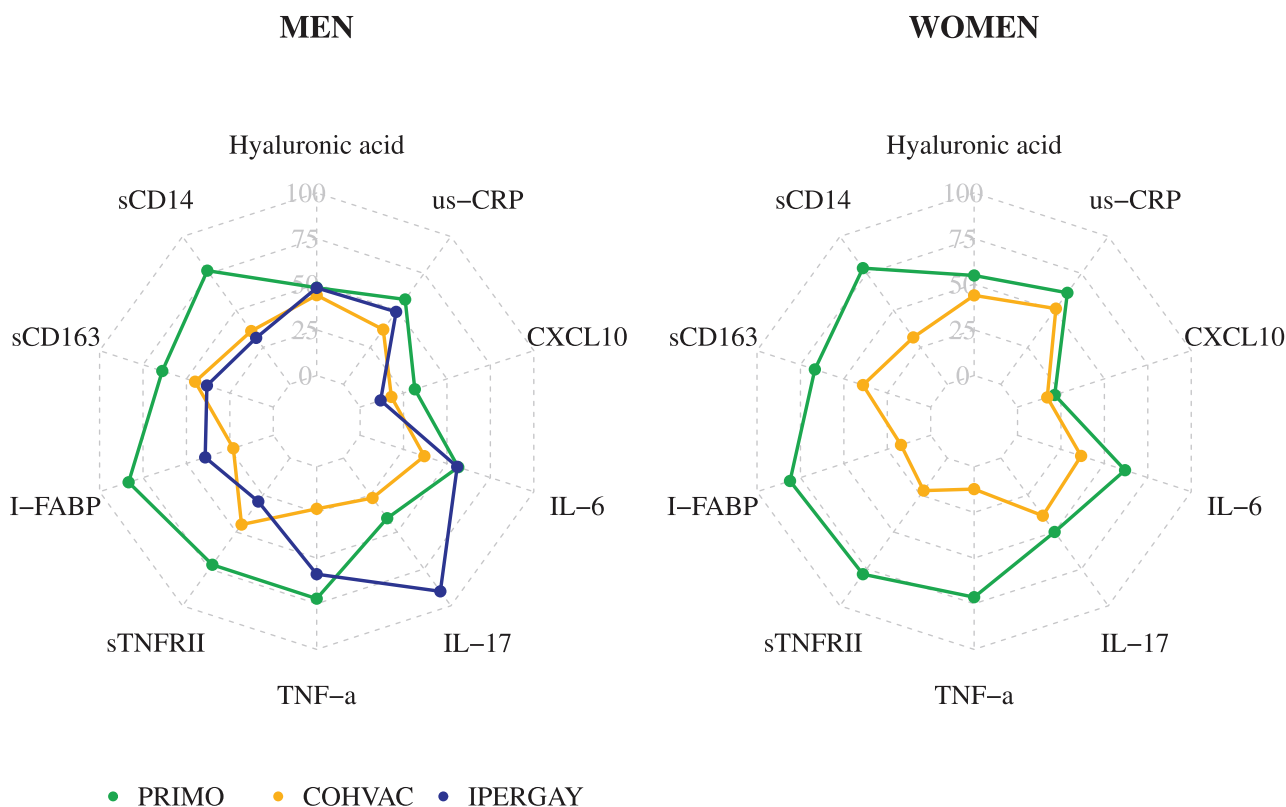 MEN
WOMEN
Hyaluronic acid
Hyaluronic acid
sCD14
us−CRP
sCD14
us−CRP
100
100
75
75
50
50
25
25
sCD163
CXCL10
sCD163
CXCL10
0
0
I−FABP
IL−6
I−FABP
IL−6
sTNFRII
IL−17
sTNFRII
IL−17
TNF−a
TNF−a
PRIMO COHVAC IPERGAY